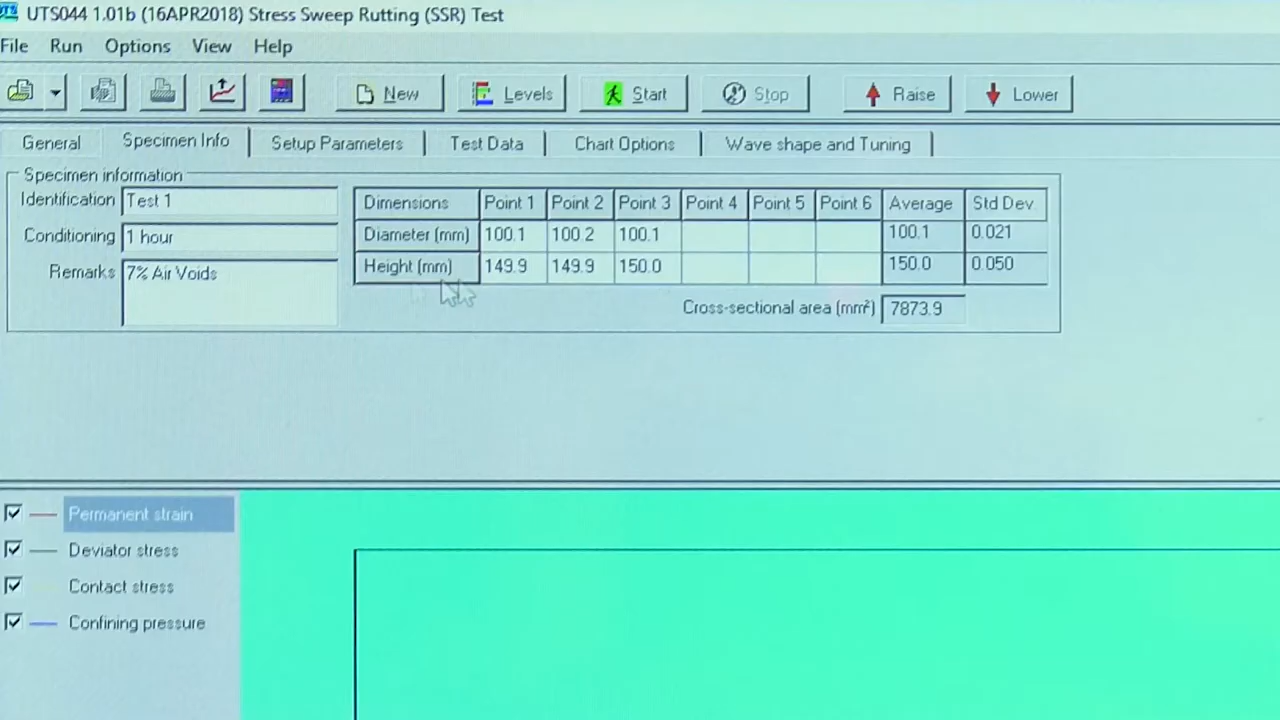 UTS044 1.01b (16APR2018) Stress Sweep Rutting (SSR) Test
File Run Options View Help
New Levels Start Stop Raise Lower
General Specimen Info Setup Parameters Test Data Chart Options Wave shape and Tuning
Specimen information
Identification Test 1
Conditioning 1 hour
Remarks 7% Air Voids
Dimensions Point 1 Point 2 Point 3 Point 4 Point 5 Point 6 Average Std Dev.
Diameter (mm) 100.1 100.2 100.1 100.1 0.021
Height (mm) 149.9 149.9 150.0 150.0 0.050
Cross-sectional area (mm²) 7873.9
Permanent strain
Deviator stress
Contact stress
Confining pressure